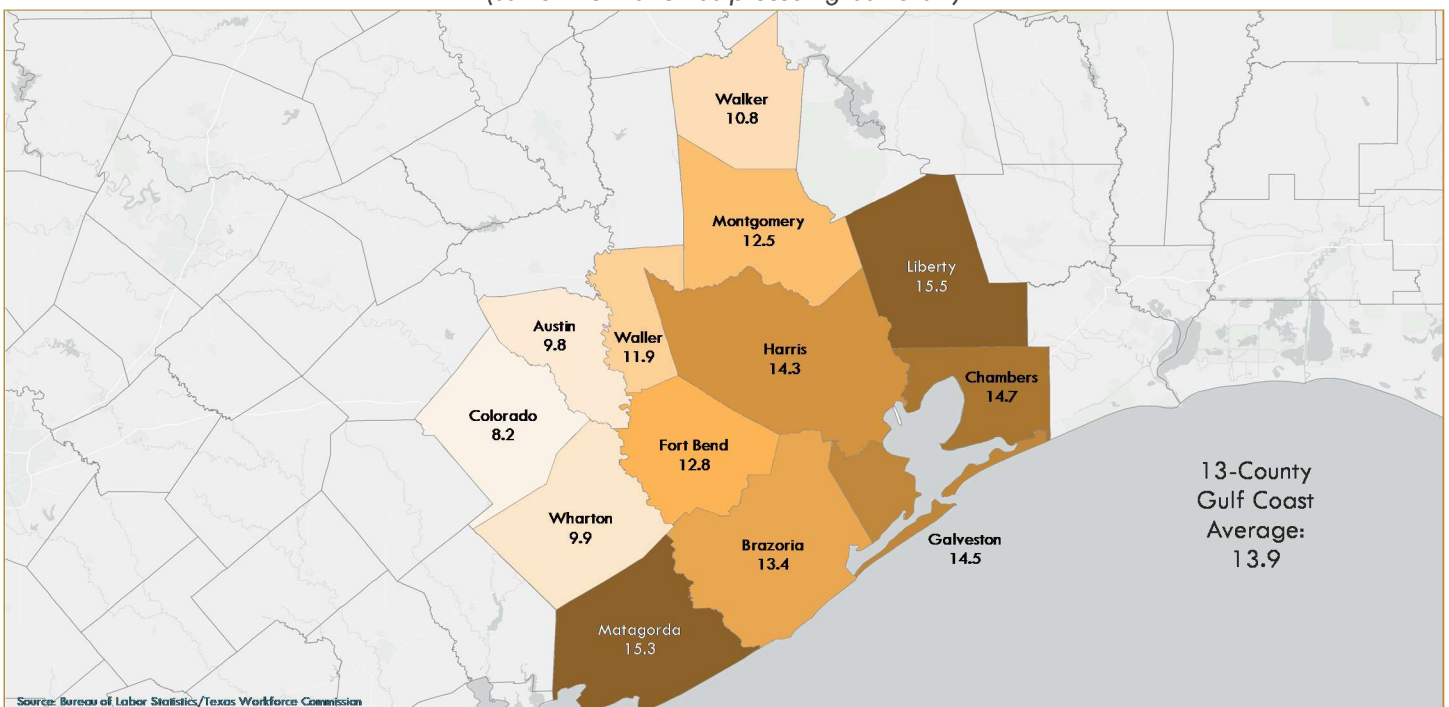 Walker
10.8
Montgomery
12.5
Liberty
15.5
Austin
9.8
Waller
11.9
Harris
14.3
Chambers
14.7
Colorado
8.2
Fort Bend
12.8
Wharton
9.9
Brazoria
13.4
Galveston
14.5
13-County
Gulf Coast
Average:
13.9
Matagorda
15.3
Source: Bureau of Labor Statistics/Texas Workforce Commission